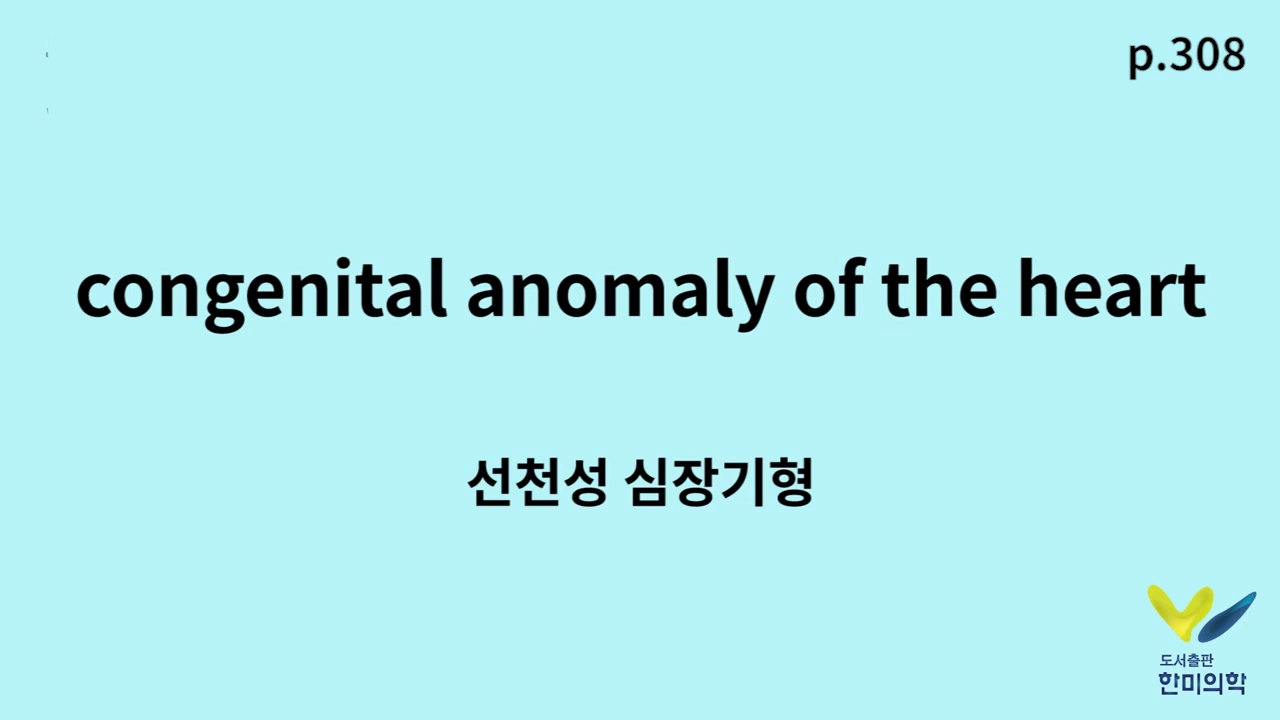 p.308
congenital anomaly of the heart
선천성 심장기형
도서출판
한미의학